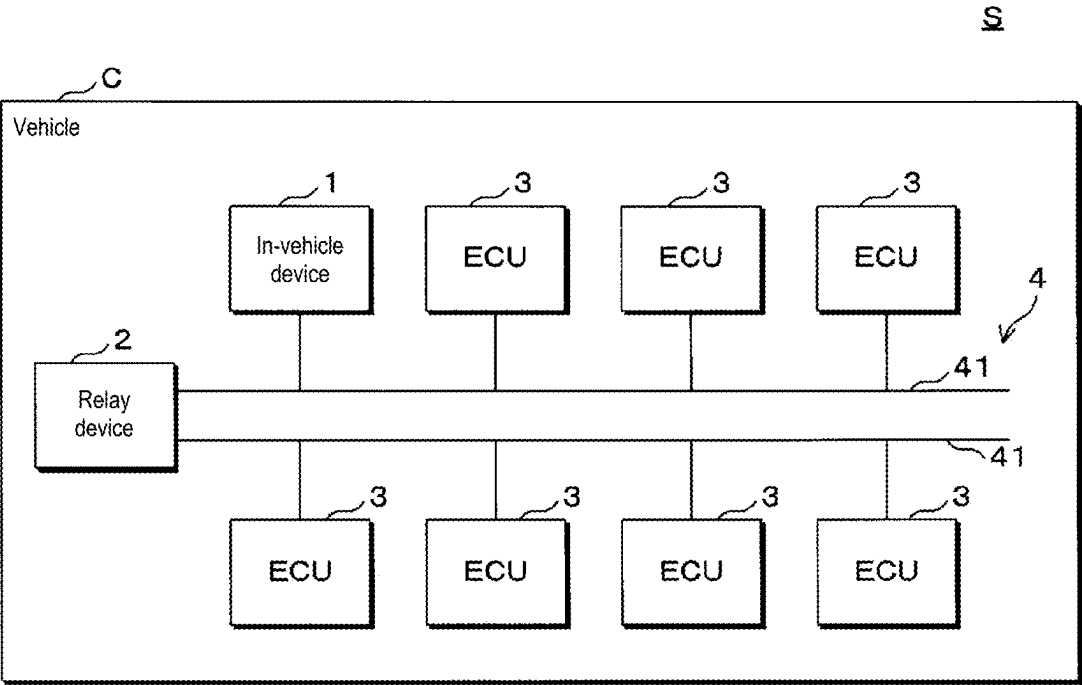 S
C
Vehicle
1
3
3
3
In-vehicle
device
ECU
ECU
ECU
4
2
Relay
device
41
41
3
3
3
3
ECU
ECU
ECU
ECU